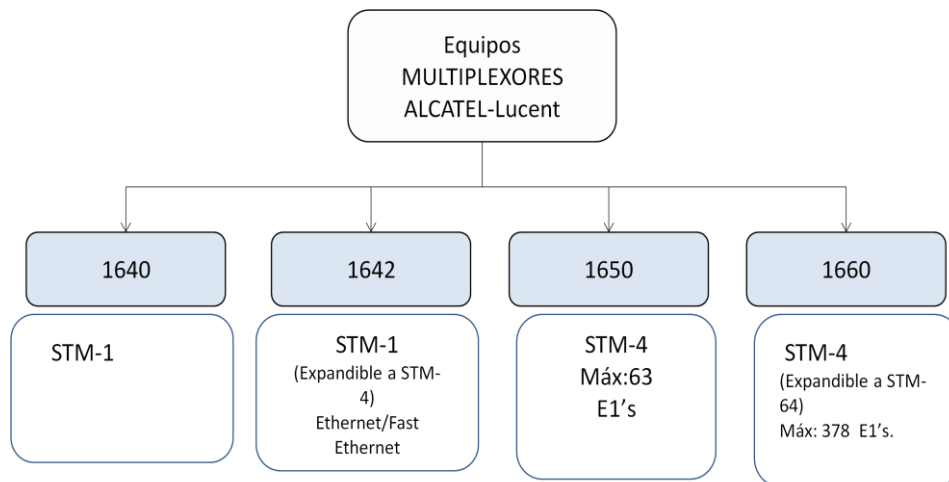 Equipos
MULTIPLEXORES
ALCATEL-Lucent
1640
1642
1650
1660
STM-1
STM-1
(Expandible a STM-
4)
Ethernet/Fast
Ethernet
STM-4
Máx:63
E1’s
STM-4
(Expandible a STM-
64)
Máx: 378 E1’s.